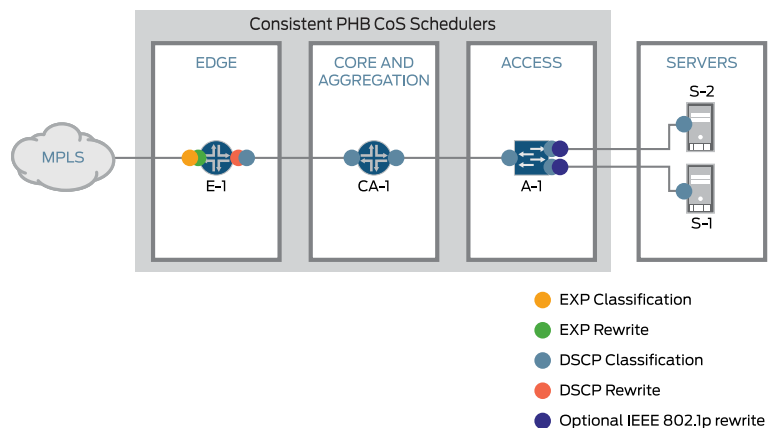 Consistent PHB CoS Schedulers
EDGE
CORE AND
AGGREGATION
ACCESS
SERVERS
S-2
MPLS
E-1
CA-1
A-1
S-1
EXP Classification
EXP Rewrite
DSCP Classification
DSCP Rewrite
Optional IEEE 802.1p rewrite